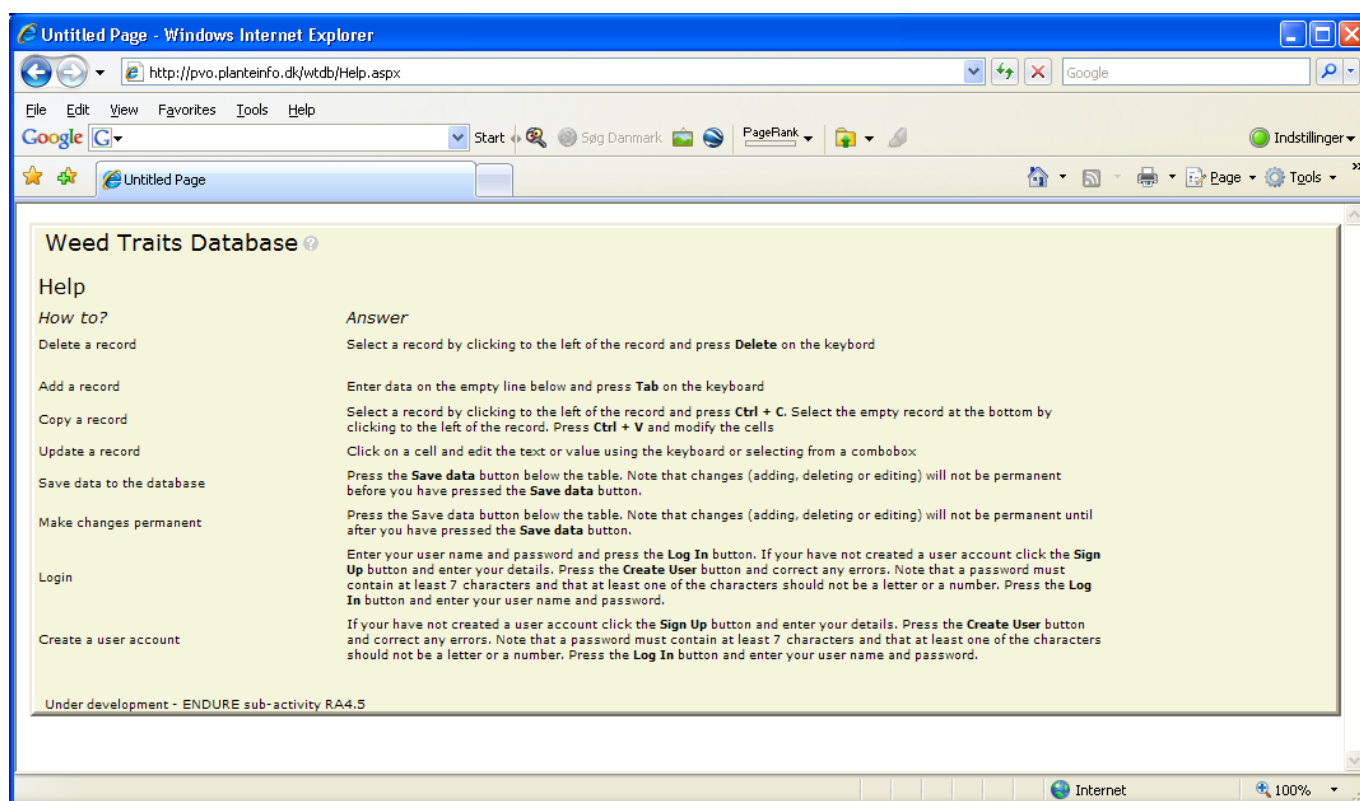 Untitled Page - Windows Internet Explorer
http://pvo.planteinfo.dk/wtdb/Help.aspx
Google
File Edit View Favorites Tools Help
Google G Start Søg Danmark PageRank Indstillinger
Untitled Page
Page Tools »
Weed Traits Database ?
Help
How to? Answer
Delete a record Select a record by clicking to the left of the record and press Delete on the keybord
Add a record Enter data on the empty line below and press Tab on the keyboard
Copy a record
Select a record by clicking to the left of the record and press Ctrl + C. Select the empty record at the bottom by
clicking to the left of the record. Press Ctrl + V and modify the cells
Update a record Click on a cell and edit the text or value using the keyboard or selecting from a combobox
Save data to the database
Press the Save data button below the table. Note that changes (adding, deleting or editing) will not be permanent
before you have pressed the Save data button.
Make changes permanent
Press the Save data button below the table. Note that changes (adding, deleting or editing) will not be permanent until
after you have pressed the Save data button.
Login
Enter your user name and password and press the Log In button. If your have not created a user account click the Sign
Up button and enter your details. Press the Create User button and correct any errors. Note that a password must
contain at least 7 characters and that at least one of the characters should not be a letter or a number. Press the Log
In button and enter your user name and password.
Create a user account
If your have not created a user account click the Sign Up button and enter your details. Press the Create User button
and correct any errors. Note that a password must contain at least 7 characters and that at least one of the characters
should not be a letter or a number. Press the Log In button and enter your user name and password.
Under development - ENDURE sub-activity RA4.5
Internet 100%